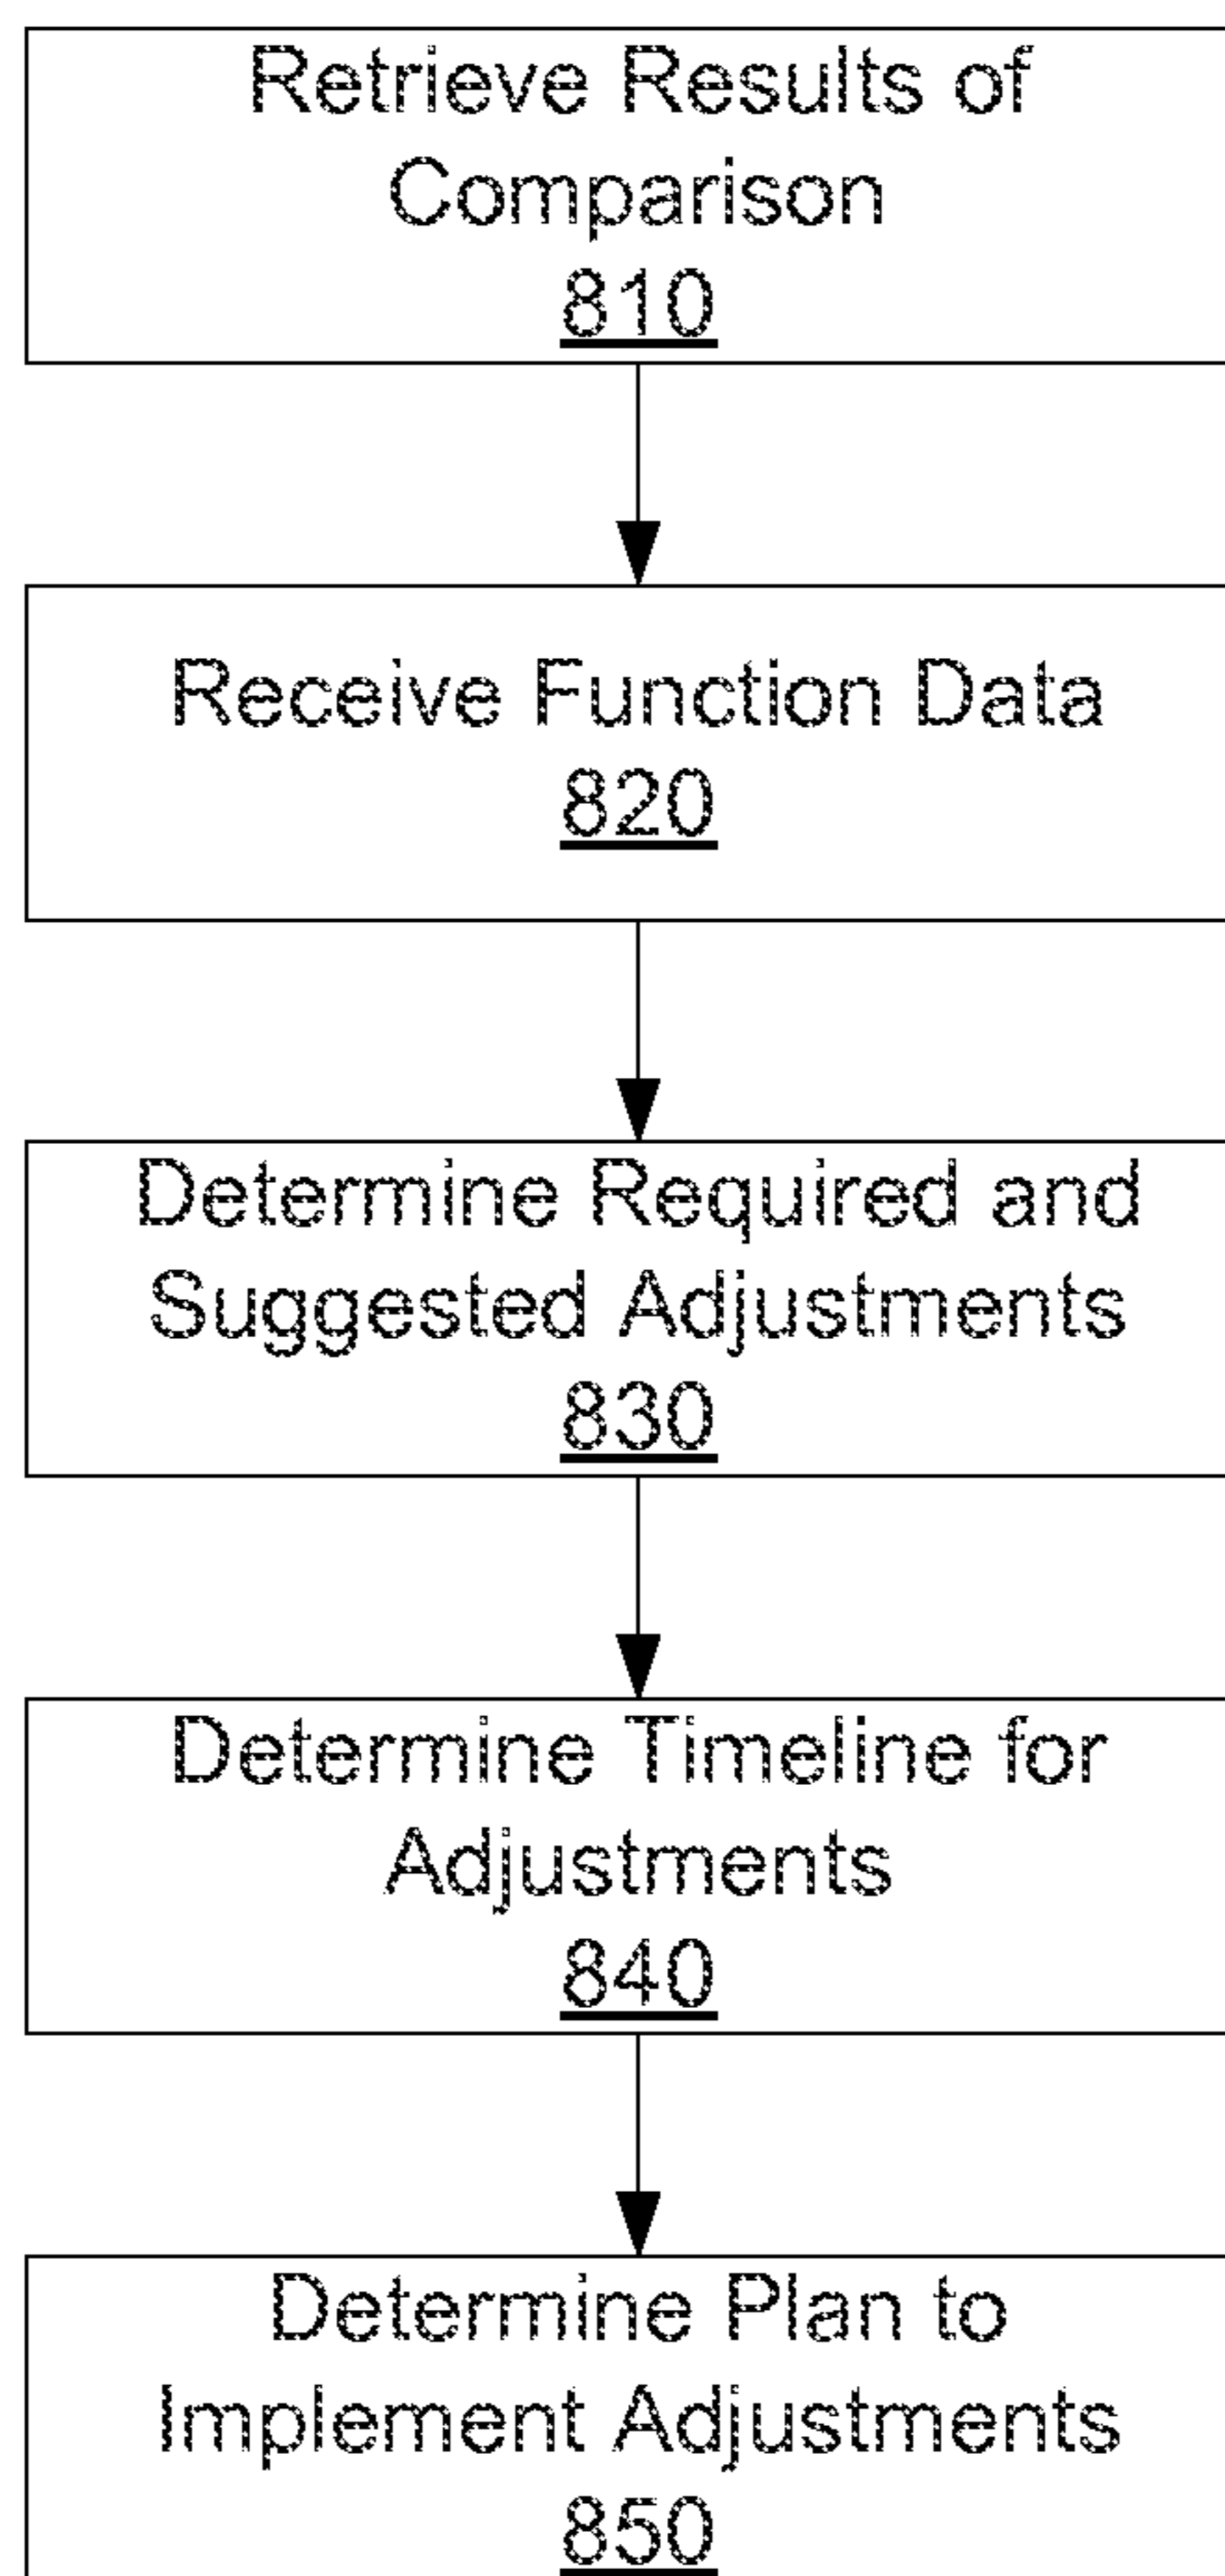 Retrieve Results of
Comparison
810
Receive Function Data
820
Determine Required and
Suggested Adjustments
830
Determine Timeline for
Adjustments
840
Determine Plan to
Implement Adjustments
850